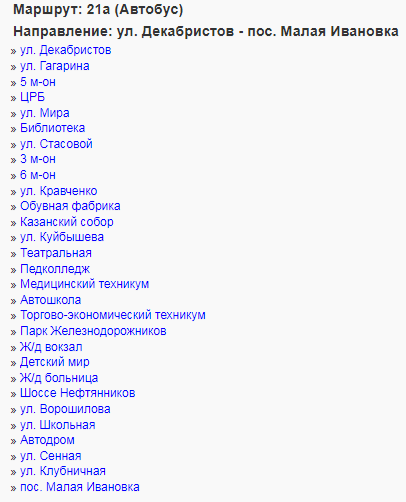 Маршрут: 21а (Автобус)
Направление: ул. Декабристов - пос. Малая Ивановка
» ул. Декабристов
» ул. Гагарина
» 5 м-он
» ЦРБ
» ул. Мира
» Библиотека
» ул. Стасовой
» 3 м-он
» 6 м-он
» ул. Кравченко
» Обувная фабрика
» Казанский собор
» ул. Куйбышева
» Театральная
» Педколледж
» Медицинский техникум
» Автошкола
» Торгово-экономический техникум
» Парк Железнодорожников
» Ж/д вокзал
» Детский мир
» Ж/д больница
» Шоссе Нефтянников
» ул. Ворошилова
» ул. Школьная
» Автодром
» ул. Сенная
» ул. Клубничная
» пос. Малая Ивановка